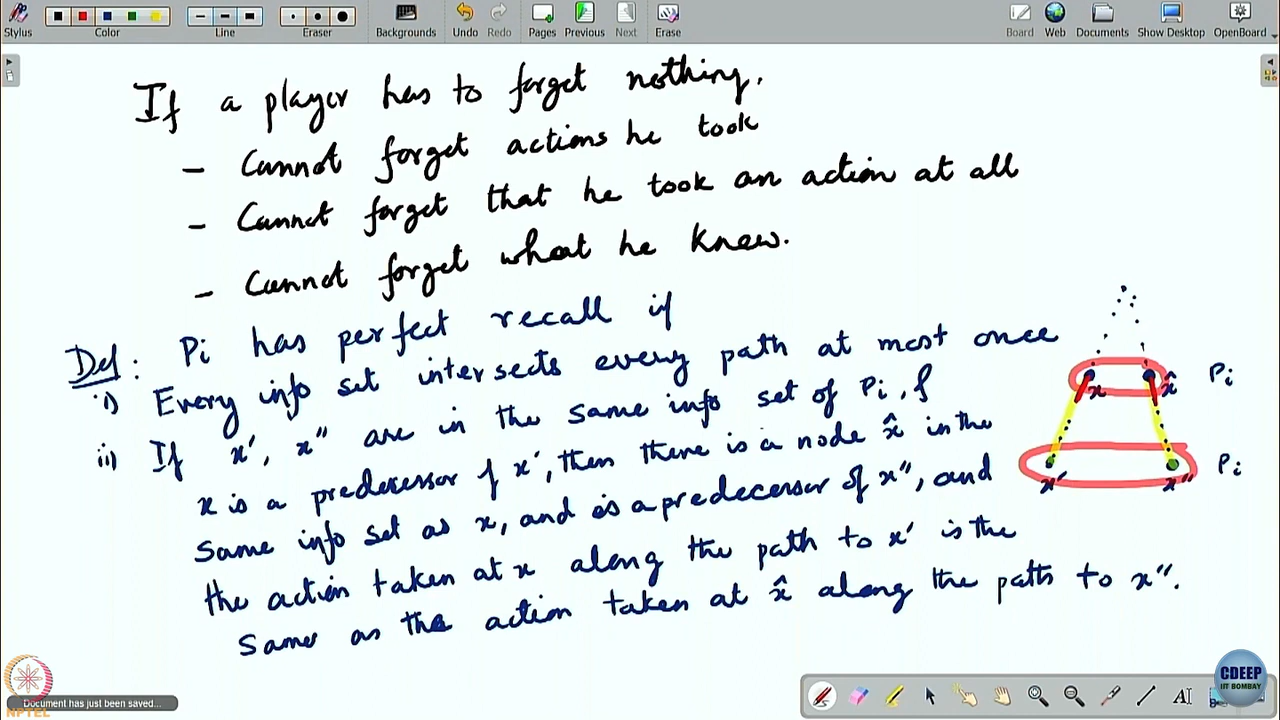 Stylus Color Line Eraser Backgrounds Undo Redo Pages Previous Next Erase Board Web Documents Show Desktop OpenBoard
If a player has to forget nothing.
- Cannot forget actions he took
- Cannot forget that he took an action at all
- Cannot forget what he knew.
Def: Pi has perfect recall if
i) Every info set intersects every path at most once
ii) If x', x'' are in the same info set of Pi, &
x is a predecessor of x', then there is a node x̂ in the
same info set as x, and is a predecessor of x'', and
the action taken at x along the path to x' is the
same as the action taken at x̂ along the path to x''.
x x̂ Pi
x' x'' Pi
CDEEP
IIT BOMBAY
Document has just been saved...
NPTEL